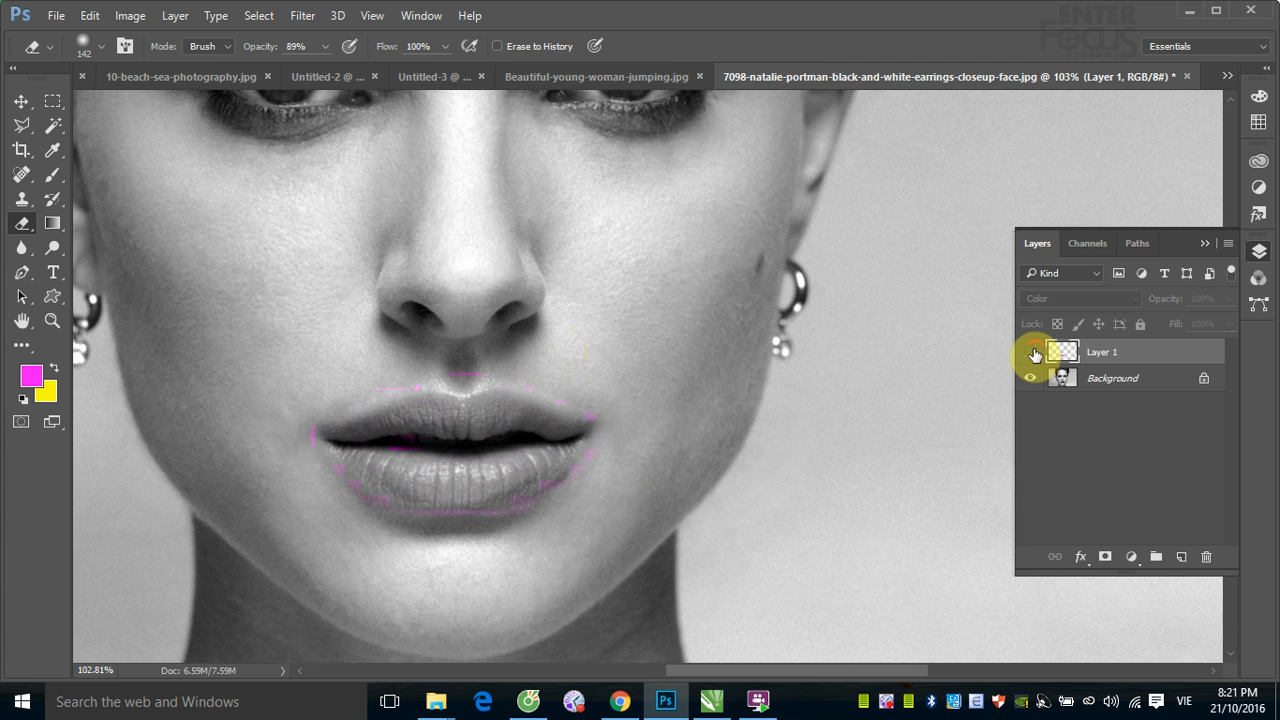 Ps File Edit Image Layer Type Select Filter 3D View Window Help
ENTER
FOCUS
142 Mode: Brush Opacity: 89% Flow: 100% Erase to History Essentials
10-beach-sea-photography.jpg Untitled-2 @ ... Untitled-3 @ ... Beautiful-young-woman-jumping.jpg 7098-natalie-portman-black-and-white-earrings-closeup-face.jpg @ 103% (Layer 1, RGB/8#) *
Layers Channels Paths
Kind
Color Opacity: 100%
Lock: Fill: 100%
Layer 1
Background
fx
102.81% Doc: 6.59M/7.59M
Search the web and Windows
Ps
VIE
8:21 PM
21/10/2016